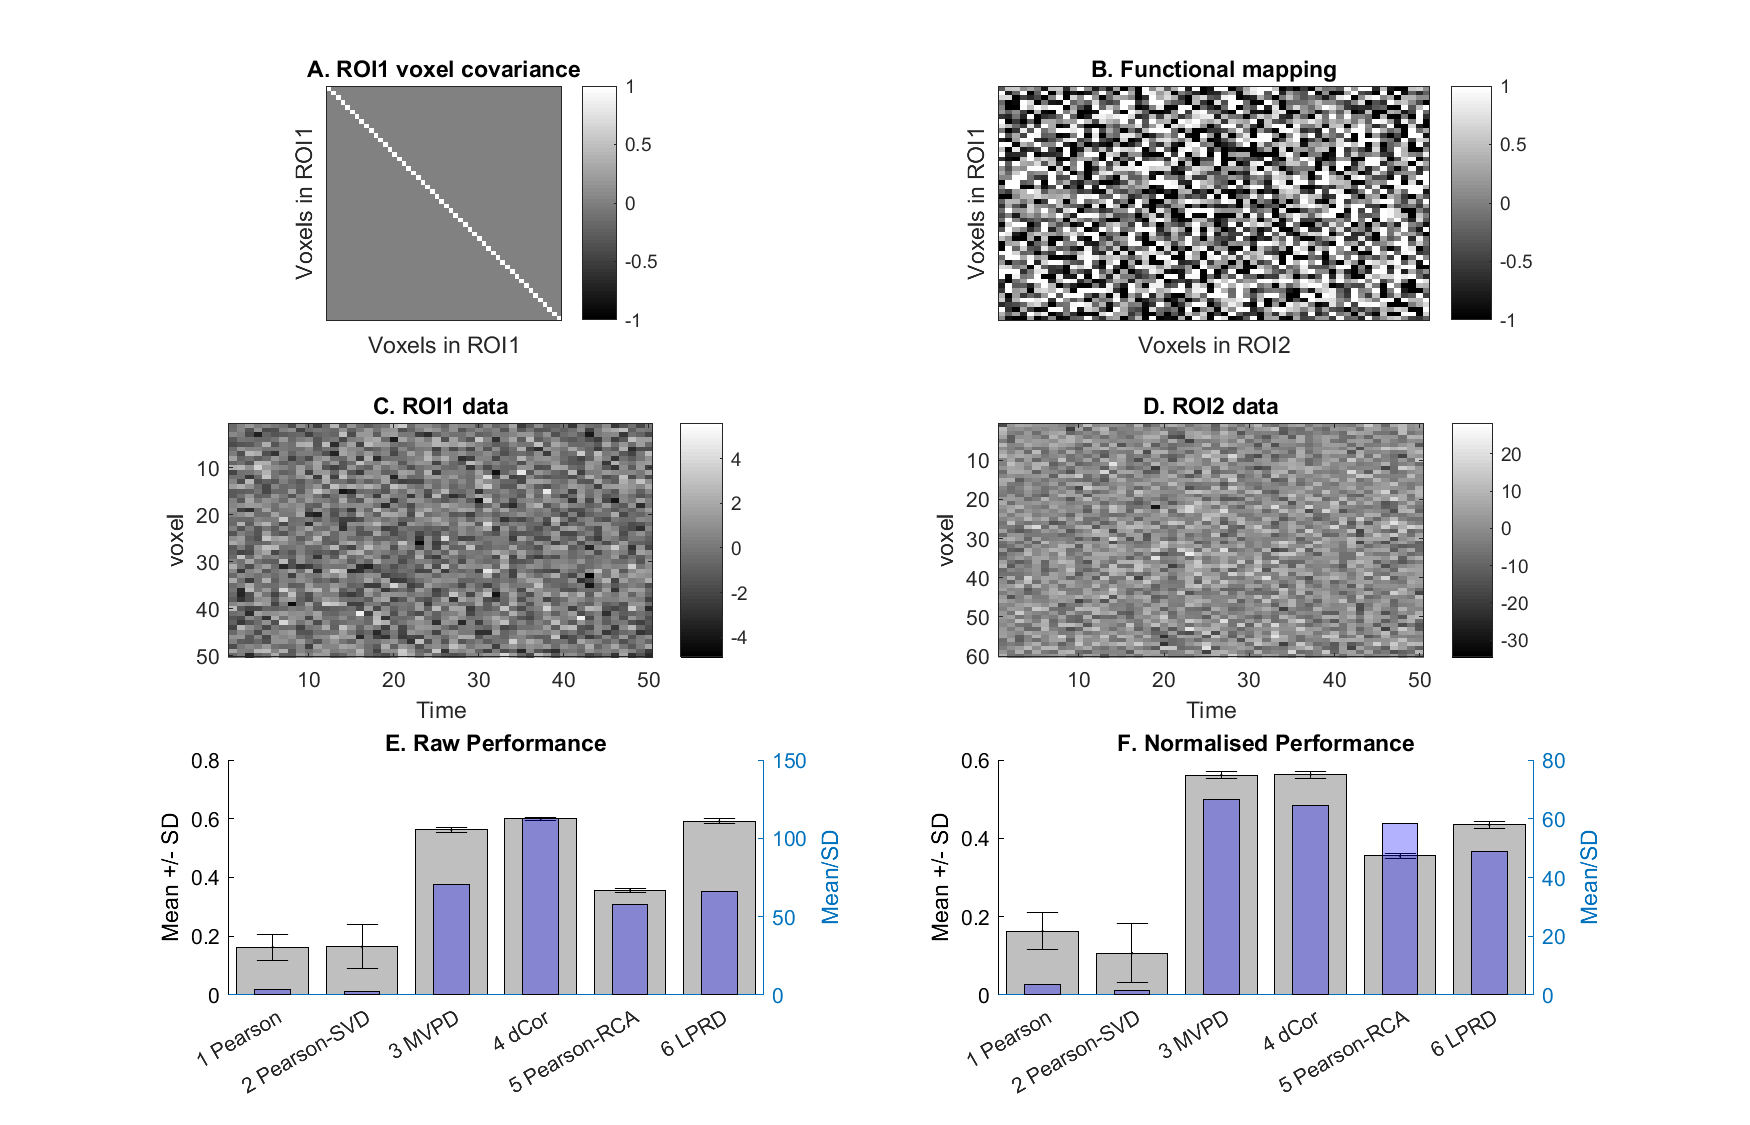 A. ROI1 voxel covariance
Voxels in ROI1
1
0.5
0
-0.5
-1
Voxels in ROI1
B. Functional mapping
Voxels in ROI1
1
0.5
0
-0.5
-1
Voxels in ROI2
C. ROI1 data
voxel
10
20
30
40
50
10 20 30 40 50
Time
4
2
0
-2
-4
D. ROI2 data
voxel
10
20
30
40
50
60
10 20 30 40 50
Time
20
10
0
-10
-20
-30
E. Raw Performance
Mean +/- SD
0.8
0.6
0.4
0.2
0
150
100
50
0
Mean/SD
1 Pearson
2 Pearson-SVD
3 MVPD
4 dCor
5 Pearson-RCA
6 LPRD
F. Normalised Performance
Mean +/- SD
0.6
0.4
0.2
0
80
60
40
20
0
Mean/SD
1 Pearson
2 Pearson-SVD
3 MVPD
4 dCor
5 Pearson-RCA
6 LPRD